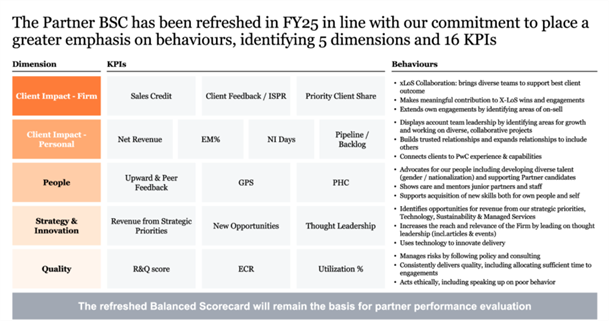 The Partner BSC has been refreshed in FY25 in line with our commitment to place a
greater emphasis on behaviours, identifying 5 dimensions and 16 KPIs
Dimension
KPIs
Behaviours
Client Impact - Firm
Sales Credit
Client Feedback / ISPR
Priority Client Share
• xLoS Collaboration: brings diverse teams to support best client
outcome
• Makes meaningful contribution to X-LoS wins and engagements
• Extends own engagements by identifying areas of on-sell
Client Impact -
Personal
Net Revenue
EM%
NI Days
Pipeline /
Backlog
• Displays account team leadership by identifying areas for growth
and working on diverse, collaborative projects
• Builds trusted relationships and expands relationships to include
others
• Connects clients to PwC experience & capabilities
People
Upward & Peer
Feedback
GPS
PHC
• Advocates for our people including developing diverse talent
(gender / nationalization) and supporting Partner candidates
• Shows care and mentors junior partners and staff
• Supports acquisition of new skills both for own people and self
Strategy &
Innovation
Revenue from Strategic
Priorities
New Opportunities
Thought Leadership
• Identifies opportunities for revenue from our strategic priorities,
Technology, Sustainability & Managed Services
• Increases the reach and relevance of the Firm by leading on thought
leadership (incl.articles & events)
• Uses technology to innovate delivery
Quality
R&Q score
ECR
Utilization %
• Manages risks by following policy and consulting
• Consistently delivers quality, including allocating sufficient time to
engagements
• Acts ethically, including speaking up on poor behavior
The refreshed Balanced Scorecard will remain the basis for partner performance evaluation